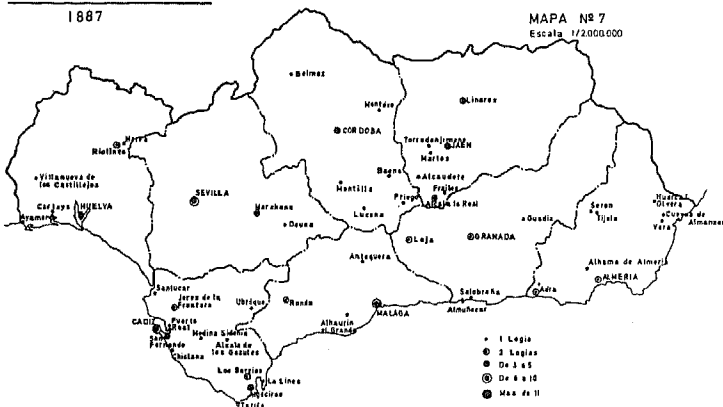 1887
MAPA Nº 7
Escala 1/2.000.000
Belmez
Montoro
Linares
CORDOBA
Torredonjimeno
JAEN
Martos
Nerva
Riotinto
Villanueva de
los Castillejos
Baena
Alcaudete
Frailes
Alcala la Real
Priego
Montilla
Lucena
SEVILLA
Marchena
Osuna
Cartaya
HUELVA
Ayamonte
Loja
GRANADA
Guadix
Seron
Tijola
Huercal
Olvera
Cuevas de Almanzora
Vera
Antequera
Alhama de Almeria
ALMERIA
Adra
Salobreña
Almuñecar
Sanlucar
Jerez de la
Frontera
Ubrique
Ronda
MALAGA
Alhaurin
el Grande
CADIZ
Puerto
Real
San
Fernando
Medina Sidonia
Alcala de
los Gazules
Chiclana
Los Barrios
La Linea
Algeciras
Tarifa
1 Logia
2 Logias
De 3 a 5
De 6 a 10
Mas de 11